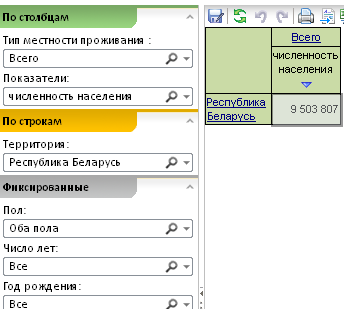 По столбцам
Тип местности проживания :
Всего
Показатели:
численность населения
По строкам
Территория:
Республика Беларусь
Фиксированные
Пол:
Оба пола
Число лет:
Все
Год рождения:
Все
Всего
численность
населения
Республика
Беларусь
9 503 807